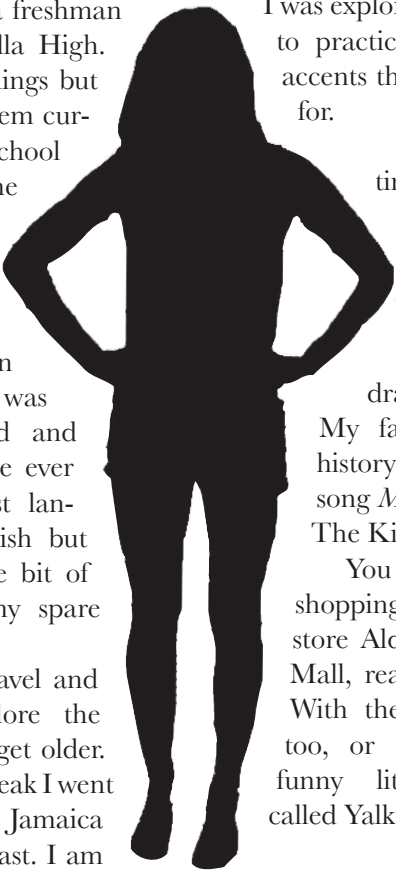 a freshman
lla High.
ings but
em cur-
chool
ne
n
was
d and
e ever
st lan-
ish but
e bit of
ny spare
avel and
lore the
get older.
eak I went
Jamaica
ast. I am
I was explor
to practic
accents th
for.
tin
dra
My fa
history
song M
The Ki
You
shopping
store Alc
Mall, rea
With the
too, or
funny lit
called Yalk